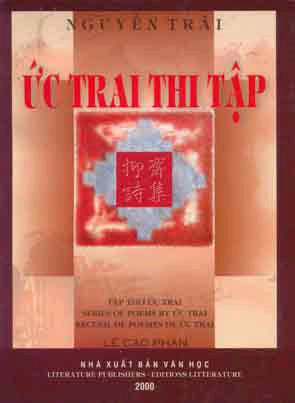 NGUYỄN TRÃI
ỨC TRAI THI TẬP
抑齋
詩集
TẬP THƠ ỨC TRAI
SERIES OF POEMS BY ỨC TRAI
RECUEIL DE POÈMES DE ỨC TRAI
LÊ CAO PHAN
NHÀ XUẤT BẢN VĂN HỌC
LITERATURE PUBLISHERS - EDITIONS LITTERATURE
2000